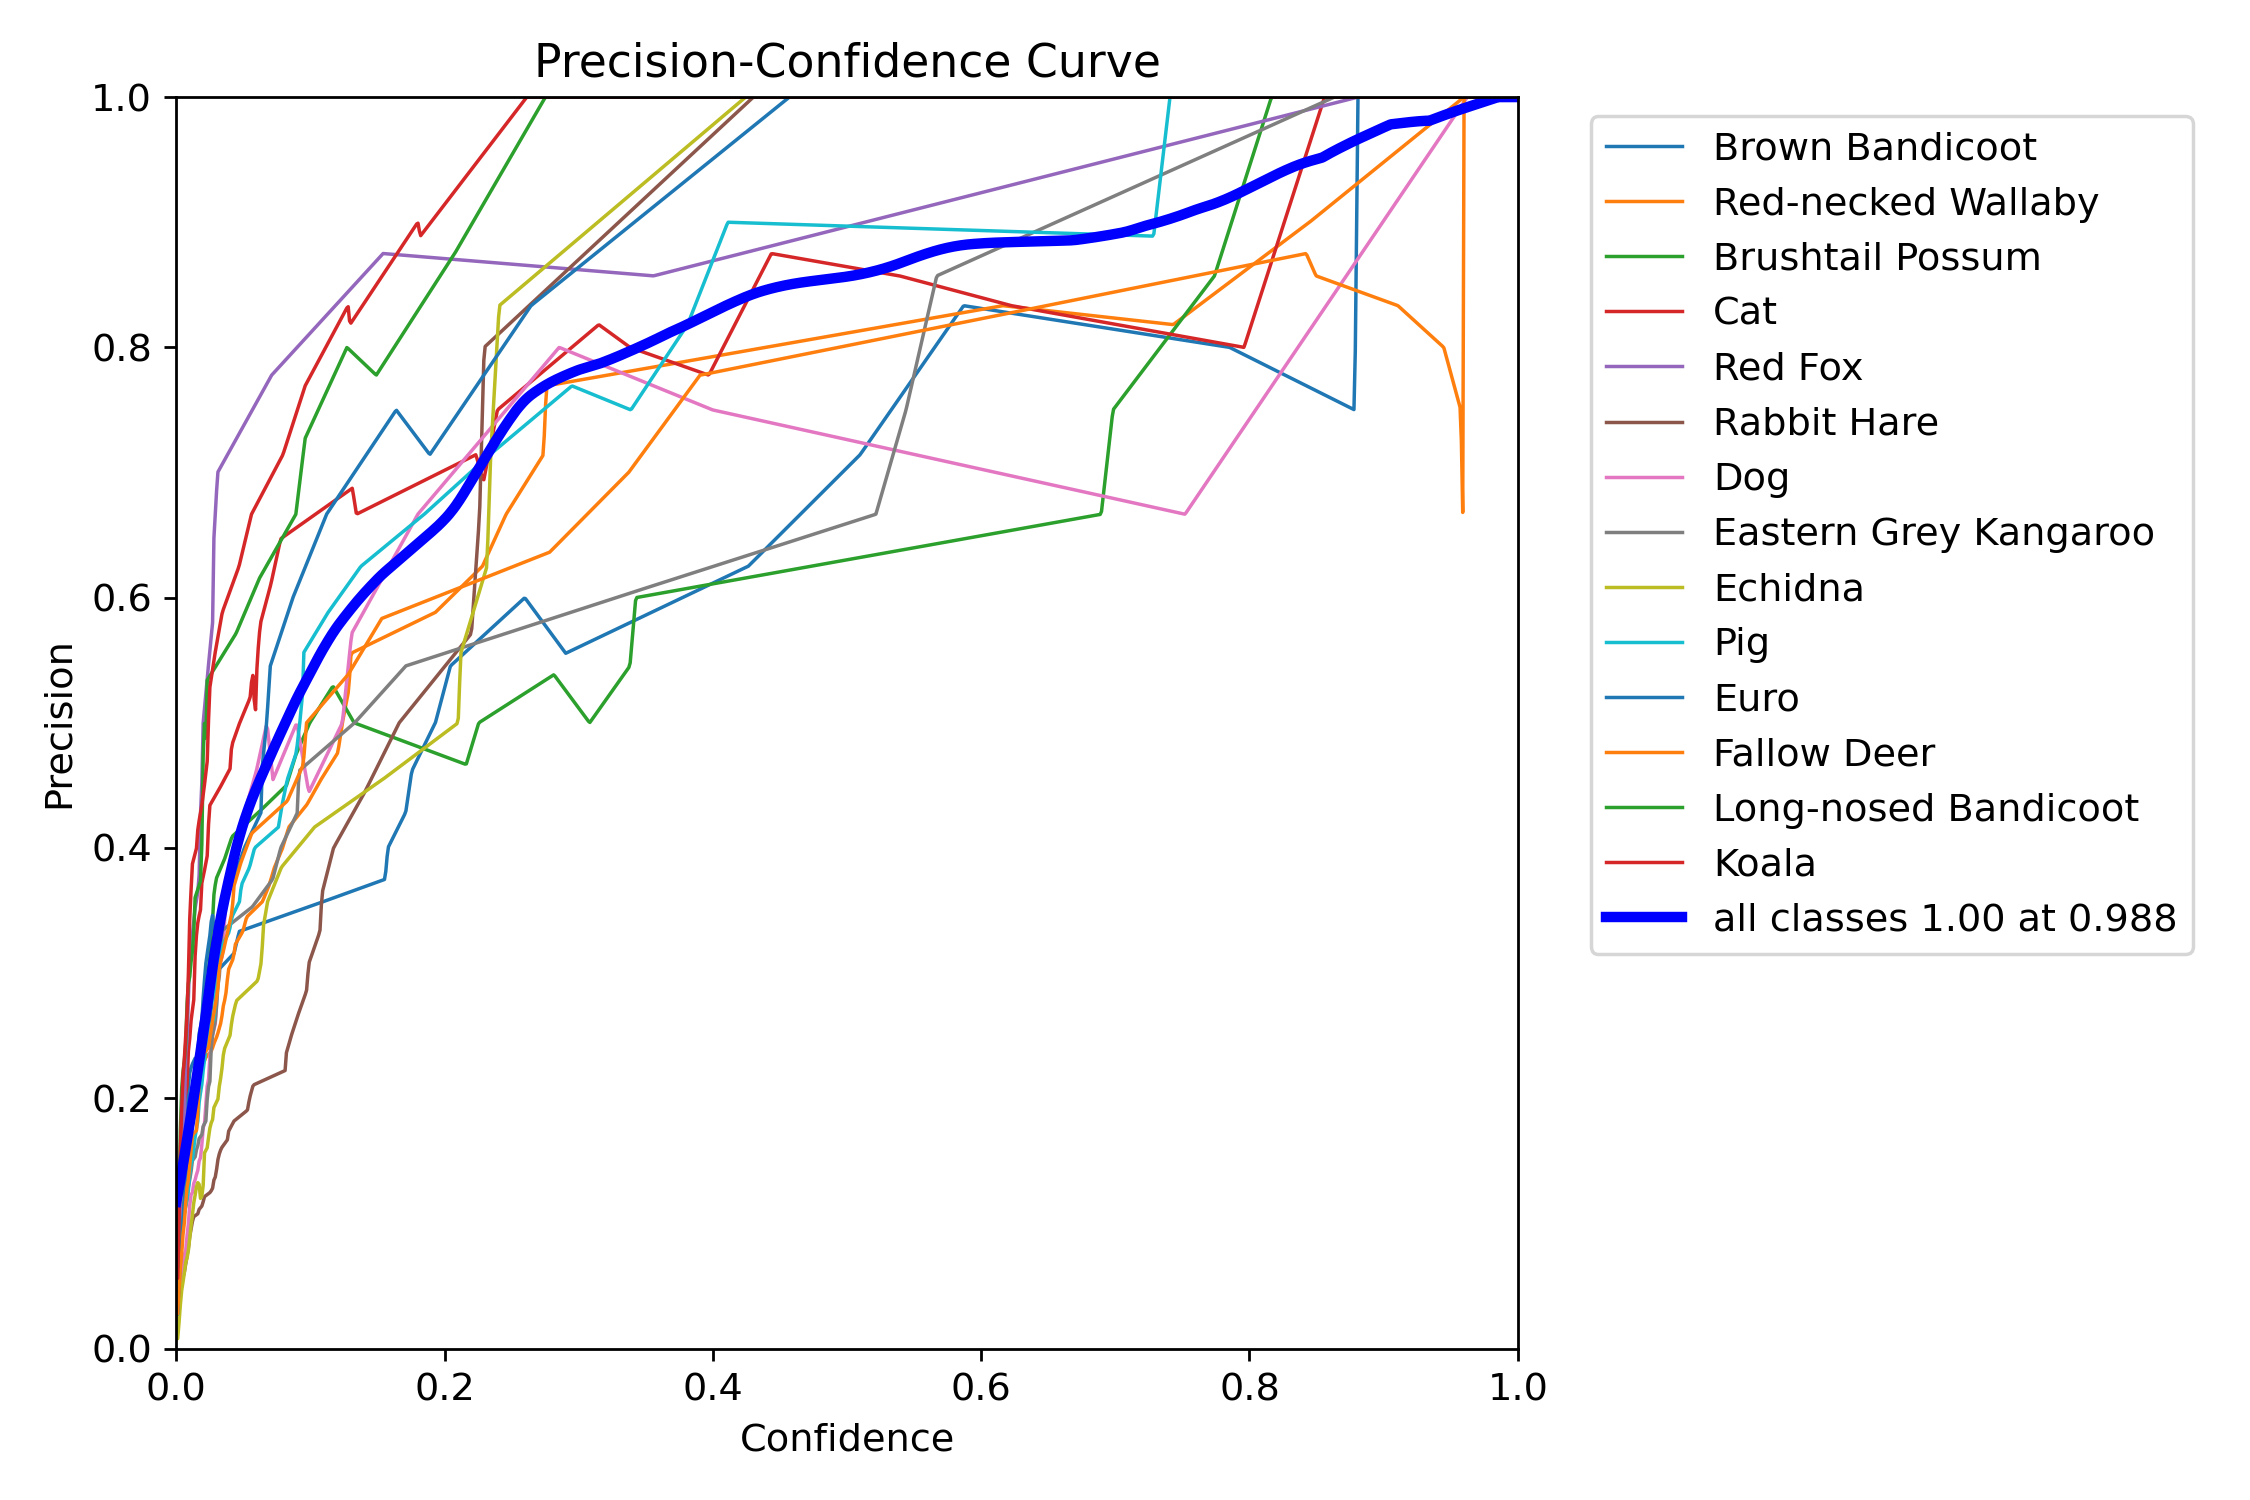 Precision-Confidence Curve
1.0
0.8
0.6
0.4
0.2
0.0
Precision
0.0 0.2 0.4 0.6 0.8 1.0
Confidence
Brown Bandicoot
Red-necked Wallaby
Brushtail Possum
Cat
Red Fox
Rabbit Hare
Dog
Eastern Grey Kangaroo
Echidna
Pig
Euro
Fallow Deer
Long-nosed Bandicoot
Koala
all classes 1.00 at 0.988